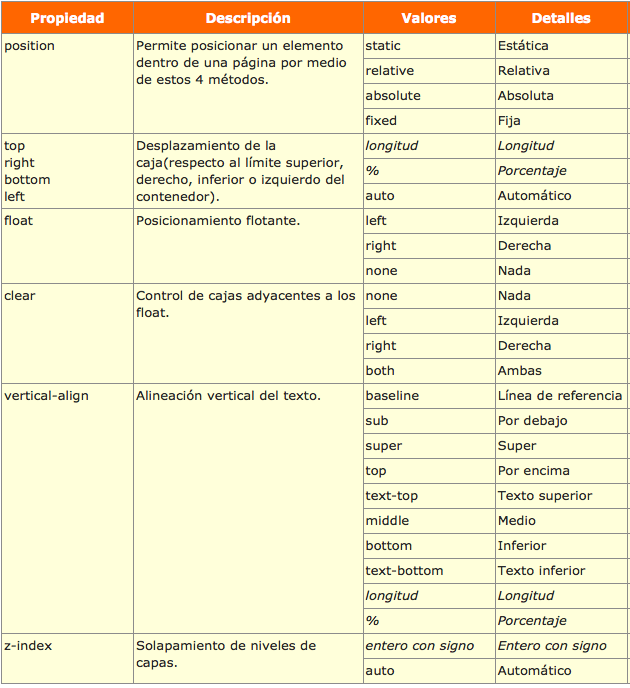 Propiedad Descripción Valores Detalles
position Permite posicionar un elemento static Estática
dentro de una página por medio relative Relativa
de estos 4 métodos.
absolute Absoluta
fixed Fija
top Desplazamiento de la longitud Longitud
right caja(respecto al límite superior, % Porcentaje
bottom derecho, inferior o izquierdo del
left contenedor). auto Automático
float Posicionamiento flotante. left Izquierda
right Derecha
none Nada
clear Control de cajas adyacentes a los none Nada
float. left Izquierda
right Derecha
both Ambas
vertical-align Alineación vertical del texto. baseline Línea de referencia
sub Por debajo
super Super
top Por encima
text-top Texto superior
middle Medio
bottom Inferior
text-bottom Texto inferior
longitud Longitud
% Porcentaje
z-index Solapamiento de niveles de entero con signo Entero con signo
capas. auto Automático